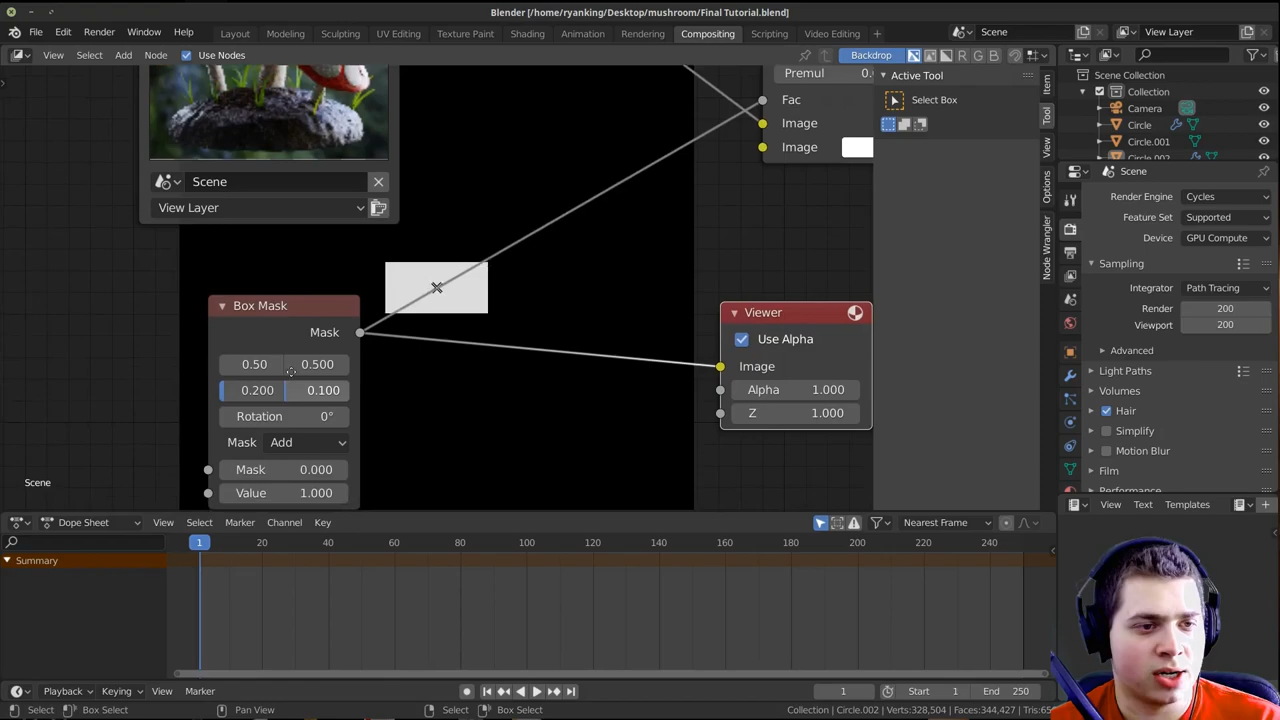 Blender [/home/ryanking/Desktop/mushroom/Final Tutorial.blend]
File Edit Render Window Help Layout Modeling Sculpting UV Editing Texture Paint Shading Animation Rendering Compositing Scripting Video Editing + Scene View Layer
View Select Add Node Use Nodes Backdrop R G B
Scene Collection
Collection
Camera
Circle
Circle.001
Circle.002
Active Tool
Select Box
Item
Tool
View
Options
Node Wrangler
Premul
Fac
Image
Image
Scene
View Layer
Box Mask
Mask
0.50 0.500
0.200 0.100
Rotation 0°
Mask Add
Mask 0.000
Value 1.000
Viewer
Use Alpha
Image
Alpha 1.000
Z 1.000
Scene
Scene
Render Engine Cycles
Feature Set Supported
Device GPU Compute
Sampling
Integrator Path Tracing
Render 200
Viewport 200
Advanced
Light Paths
Volumes
Hair
Simplify
Motion Blur
Film
Performance
View Text Templates
Dope Sheet View Select Marker Channel Key Nearest Frame
1 20 40 60 80 100 120 140 160 180 200 220 240
Summary
Playback Keying View Marker 1 Start 1 End 250
Select Box Select Pan View Select Box Select Collection | Circle.002 | Verts:328,504 | Faces:344,427 | Tris:65